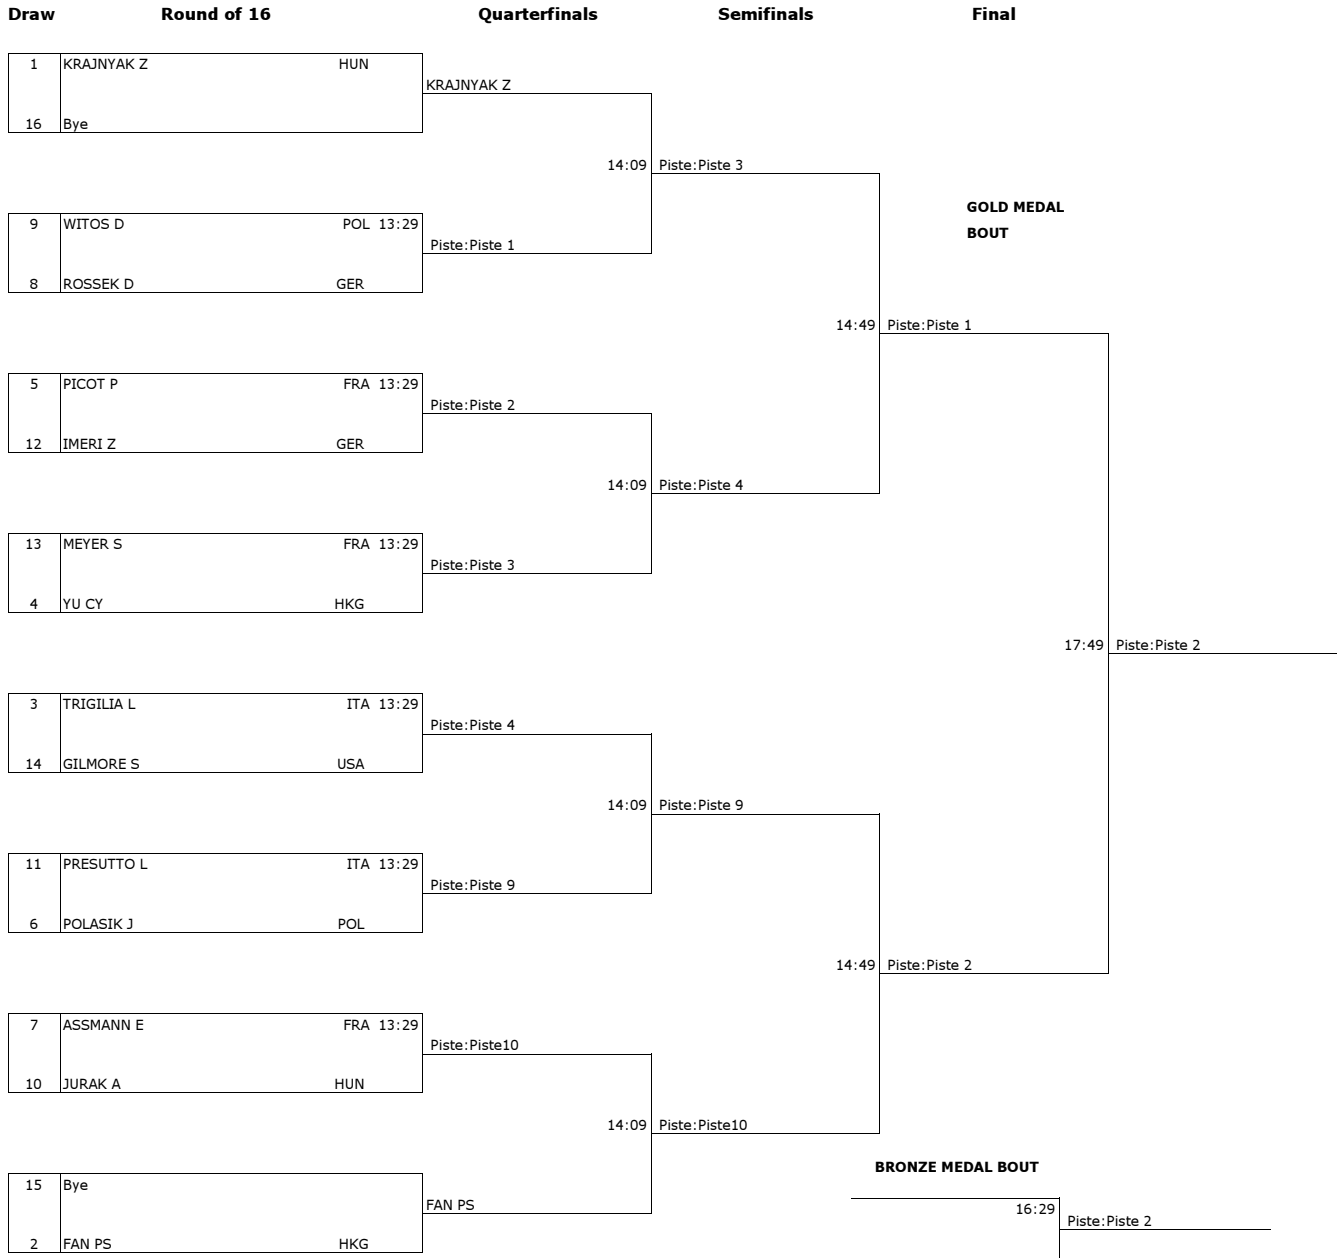 Draw Round of 16 Quarterfinals Semifinals Final
1 KRAJNYAK Z HUN
KRAJNYAK Z
16 Bye
14:09 Piste:Piste 3
GOLD MEDAL
BOUT
9 WITOS D POL 13:29
Piste:Piste 1
8 ROSSEK D GER
14:49 Piste:Piste 1
5 PICOT P FRA 13:29
Piste:Piste 2
12 IMERI Z GER
14:09 Piste:Piste 4
13 MEYER S FRA 13:29
Piste:Piste 3
4 YU CY HKG
17:49 Piste:Piste 2
3 TRIGILIA L ITA 13:29
Piste:Piste 4
14 GILMORE S USA
14:09 Piste:Piste 9
11 PRESUTTO L ITA 13:29
Piste:Piste 9
6 POLASIK J POL
14:49 Piste:Piste 2
7 ASSMANN E FRA 13:29
Piste:Piste10
10 JURAK A HUN
14:09 Piste:Piste10
BRONZE MEDAL BOUT
15 Bye
FAN PS
16:29
Piste:Piste 2
2 FAN PS HKG